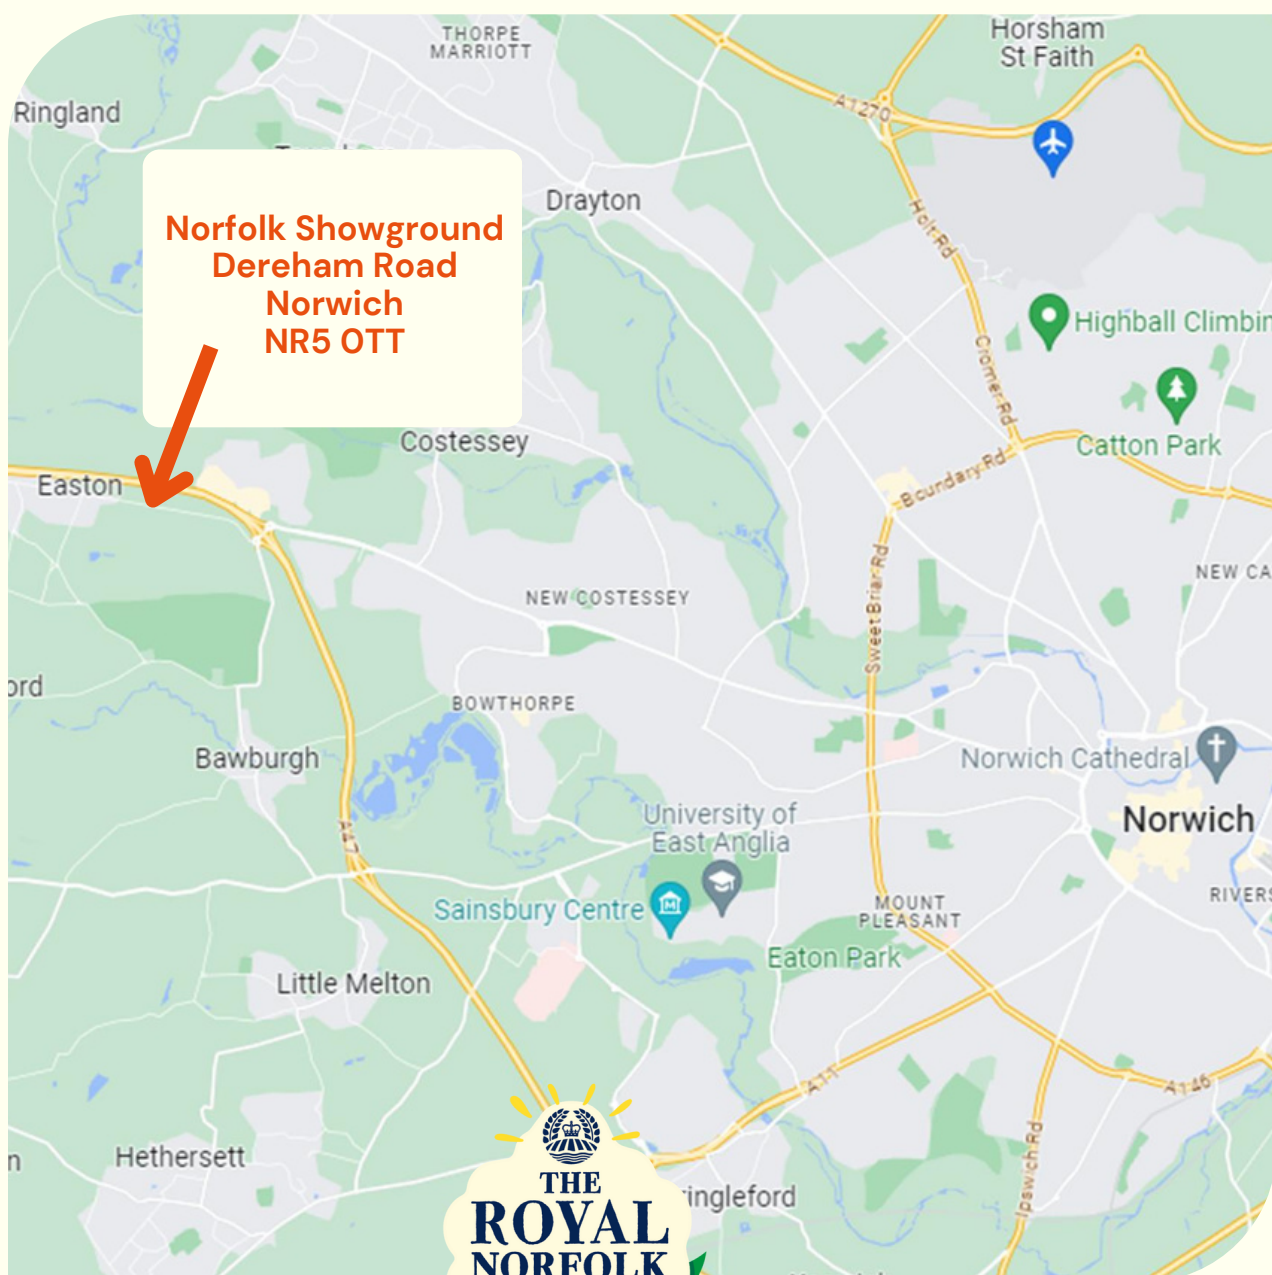 THORPE
MARRIOTT
Horsham
St Faith
Ringland
A1270
Drayton
Norfolk Showground
Dereham Road
Norwich
NR5 0TT
Holt Rd
Highball Climbin
Cromer Rd
Catton Park
Costessey
Boundary Rd
Easton
Sweet Briar Rd
NEW CA
NEW COSTESSEY
ord
BOWTHORPE
Bawburgh
Norwich Cathedral
University of
East Anglia
Norwich
A47
Sainsbury Centre
MOUNT
PLEASANT
RIVERS
Eaton Park
Little Melton
A11
A146
Ipswich Rd
Hethersett
n
ringleford
THE
ROYAL
NORFOLK